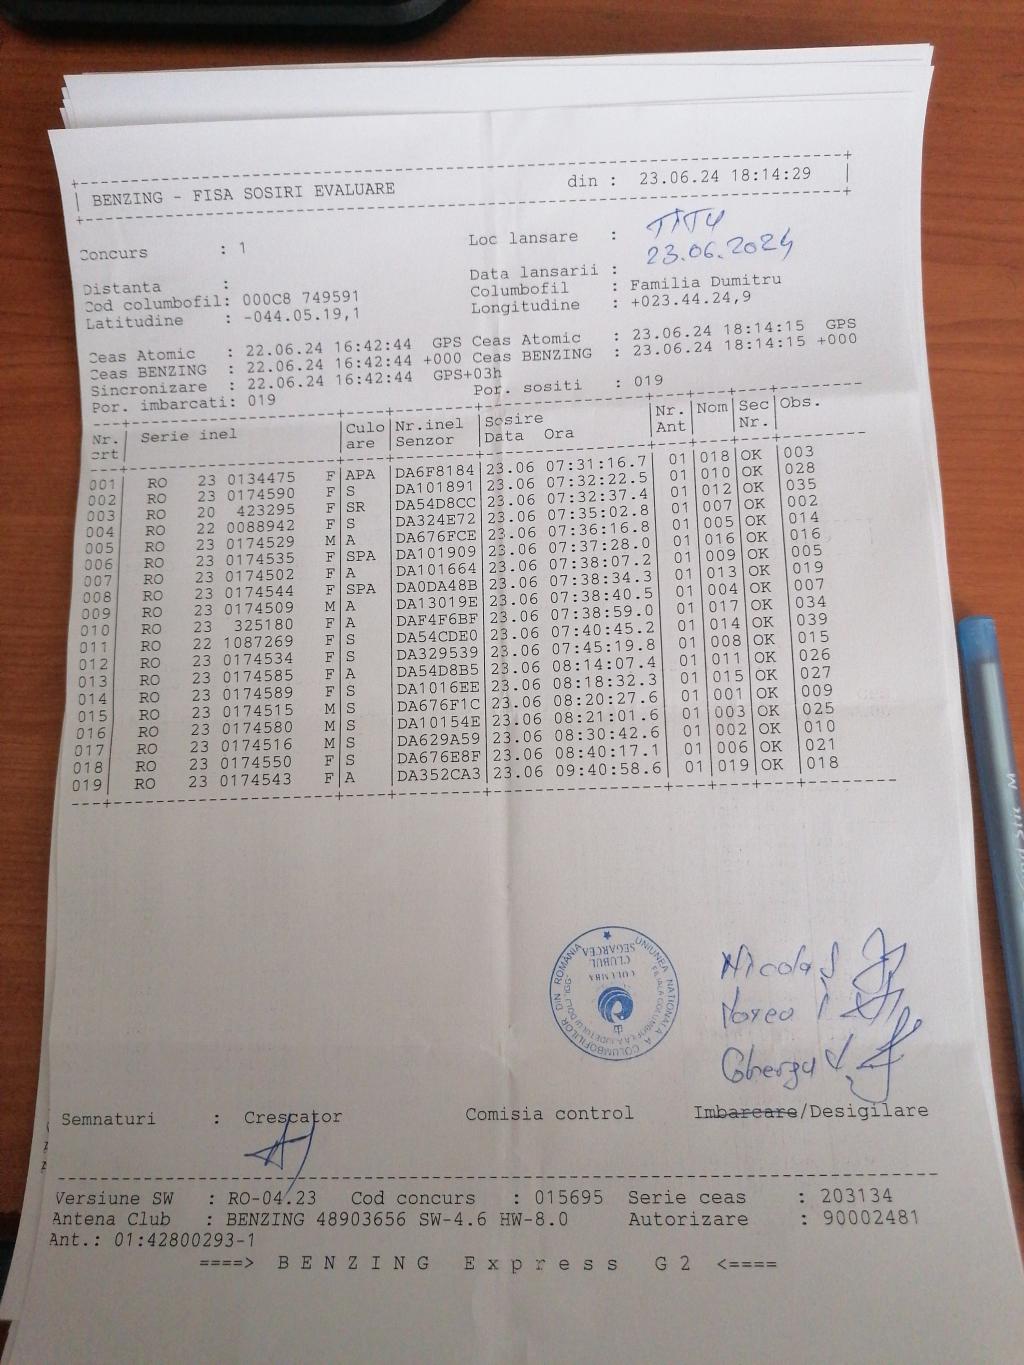 BENZING - FISA SOSIRI EVALUARE din : 23.06.24 18:14:29
Concurs : 1 Loc lansare : TITU
Distanta : Data lansarii : 23.06.2024
Cod columbofil: 000C8 749591 Columbofil : Familia Dumitru
Latitudine : -044.05.19,1 Longitudine : +023.44.24,9
Ceas Atomic : 22.06.24 16:42:44 GPS Ceas Atomic : 23.06.24 18:14:15 GPS
Ceas BENZING : 22.06.24 16:42:44 +000 Ceas BENZING : 23.06.24 18:14:15 +000
Sincronizare : 22.06.24 16:42:44 GPS+03h
Por. imbarcati: 019 Por. sositi : 019
Nr. Serie inel Culo Nr.inel Sosire Nr. Nom Sec Obs.
crt are Senzor Data Ora Ant Nr.
001 RO 23 0134475 F APA DA6F8184 23.06 07:31:16.7 01 018 OK 003
002 RO 23 0174590 F S DA101891 23.06 07:32:22.5 01 010 OK 028
003 RO 20 423295 F SR DA54D8CC 23.06 07:32:37.4 01 012 OK 035
004 RO 22 0088942 F S DA324E72 23.06 07:35:02.8 01 007 OK 002
005 RO 23 0174529 M A DA676FCE 23.06 07:36:16.8 01 005 OK 014
006 RO 23 0174535 F SPA DA101909 23.06 07:37:28.0 01 016 OK 016
007 RO 23 0174502 F A DA101664 23.06 07:38:07.2 01 009 OK 005
008 RO 23 0174544 F SPA DA0DA48B 23.06 07:38:34.3 01 013 OK 019
009 RO 23 0174509 M A DA13019E 23.06 07:38:40.5 01 004 OK 007
010 RO 23 325180 F A DAF4F6BF 23.06 07:38:59.0 01 017 OK 034
011 RO 22 1087269 F S DA54CDE0 23.06 07:40:45.2 01 014 OK 039
012 RO 23 0174534 F S DA329539 23.06 07:45:19.8 01 008 OK 015
013 RO 23 0174585 F A DA54D8B5 23.06 08:14:07.4 01 011 OK 026
014 RO 23 0174589 F S DA1016EE 23.06 08:18:32.3 01 015 OK 027
015 RO 23 0174515 M S DA676F1C 23.06 08:20:27.6 01 001 OK 009
016 RO 23 0174580 M S DA10154E 23.06 08:21:01.6 01 003 OK 025
017 RO 23 0174516 M S DA629A59 23.06 08:30:42.6 01 002 OK 010
018 RO 23 0174550 F S DA676E8F 23.06 08:40:17.1 01 006 OK 021
019 RO 23 0174543 F A DA352CA3 23.06 09:40:58.6 01 019 OK 018
UNIUNEA NATIONALA A COLUMBOFILILOR DIN ROMANIA
COLUMBA
CLUBUL
SEGARCEA
Nicola
Semnaturi : Crescator Comisia control Imbarcare/Desigilare
Versiune SW : RO-04.23 Cod concurs : 015695 Serie ceas : 203134
Antena Club : BENZING 48903656 SW-4.6 HW-8.0 Autorizare : 90002481
Ant.: 01:42800293-1
====> BENZING Express G2 <====